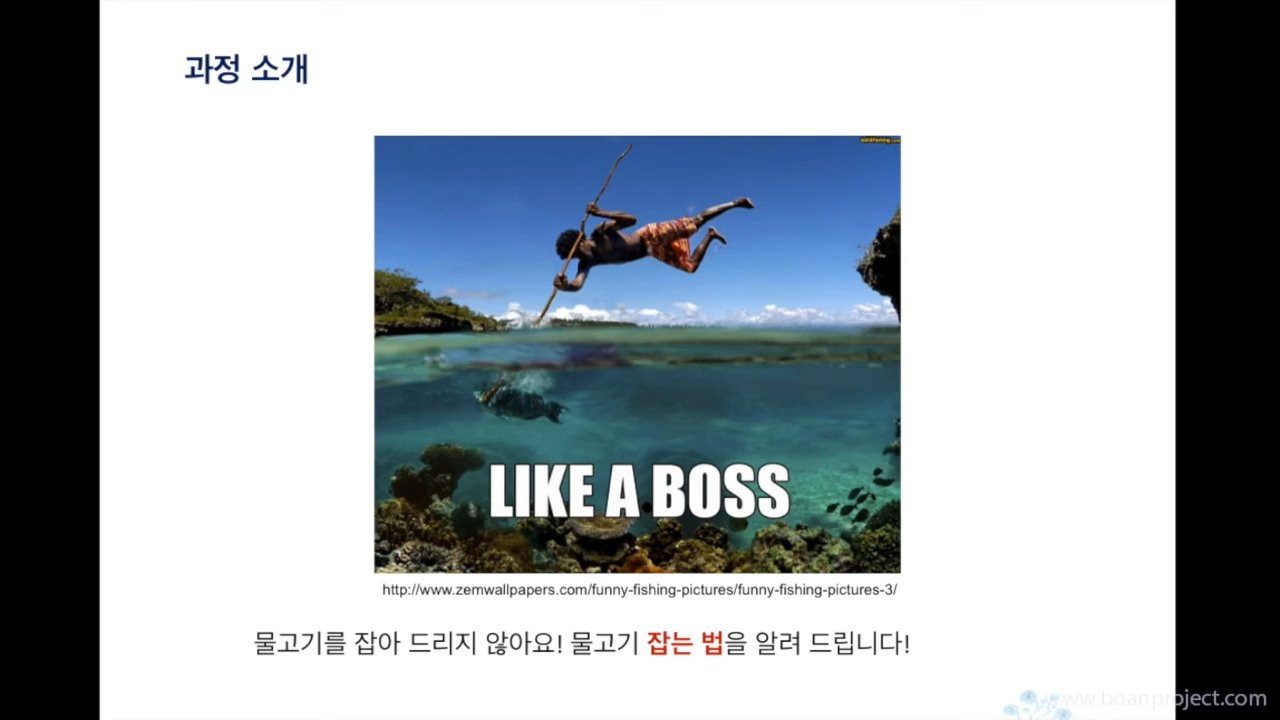 과정 소개
LIKE A BOSS
http://www.zemwallpapers.com/funny-fishing-pictures/funny-fishing-pictures-3/
물고기를 잡아 드리지 않아요! 물고기 잡는 법을 알려 드립니다!
www.boanproject.com